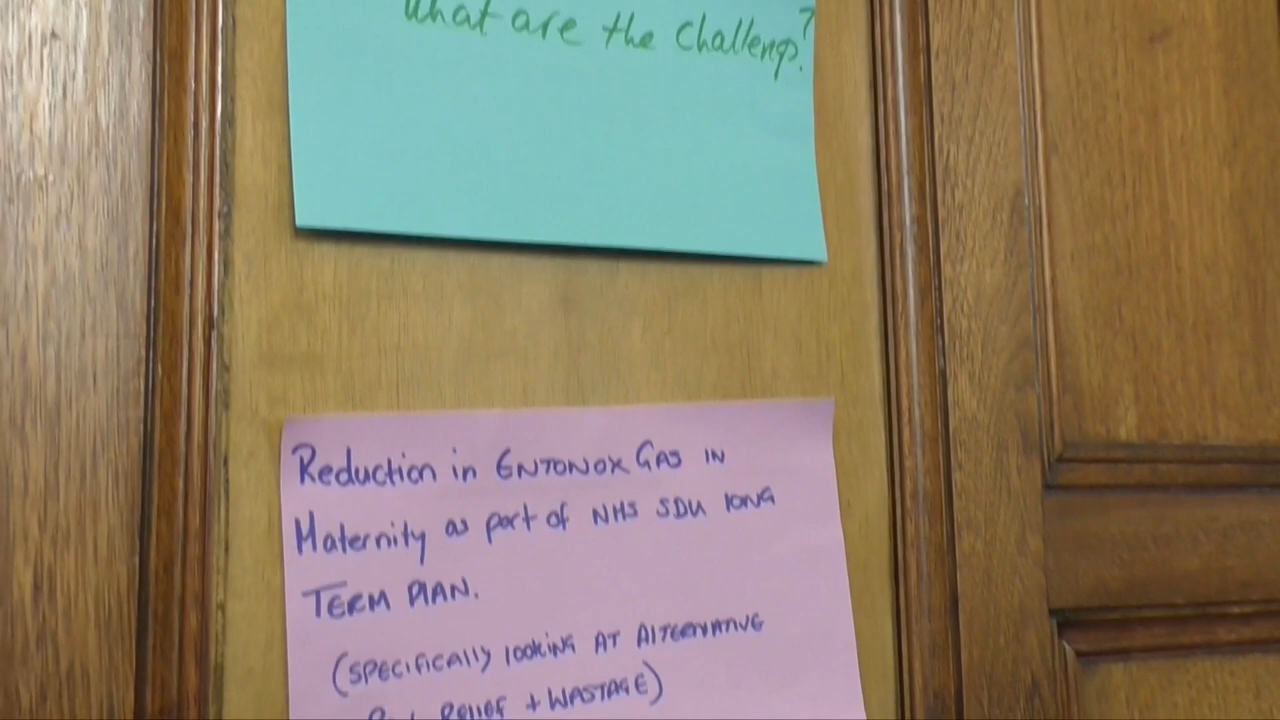 What are the challenges?
Reduction in ENTONOX GAS IN
Maternity as part of NHS SDU LONG
TERM PLAN.
(SPECIFICALLY LOOKING AT ALTERNATIVE
RELIEF + WASTAGE)